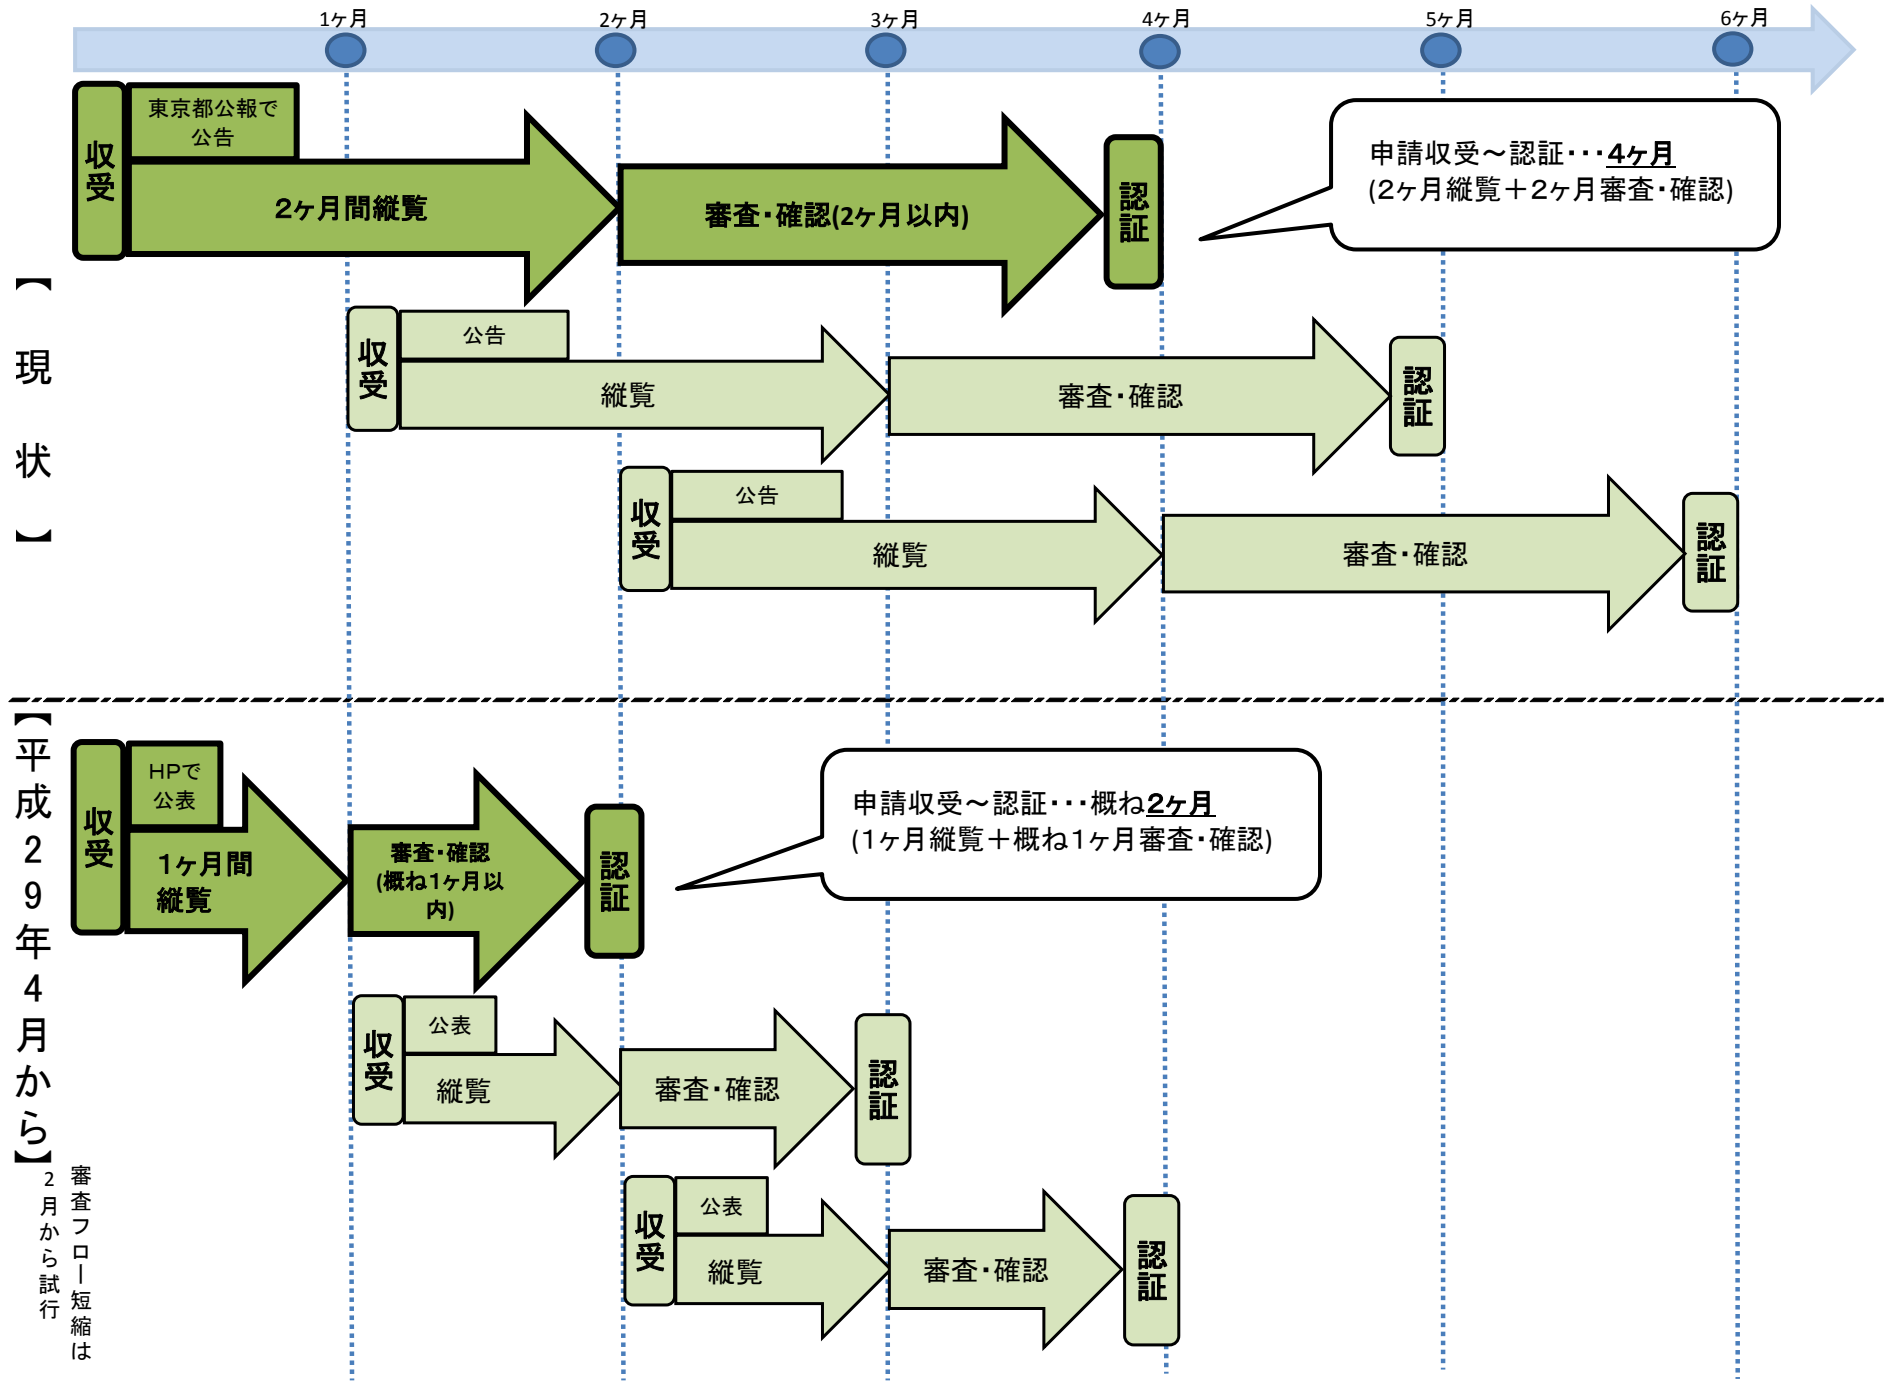 1ヶ月
2ヶ月
3ヶ月
4ヶ月
5ヶ月
6ヶ月
【現状】
収受
東京都公報で
公告
2ヶ月間縦覧
審査・確認(2ヶ月以内)
認証
申請収受～認証・・・4ヶ月
(2ヶ月縦覧＋2ヶ月審査・確認)
収受
公告
縦覧
審査・確認
認証
収受
公告
縦覧
審査・確認
認証
【平成29年4月から】
審査フロー短縮は
2月から試行
収受
HPで
公表
1ヶ月間
縦覧
審査・確認
(概ね1ヶ月以
内)
認証
申請収受～認証・・・概ね2ヶ月
(1ヶ月縦覧＋概ね1ヶ月審査・確認)
収受
公表
縦覧
審査・確認
認証
収受
公表
縦覧
審査・確認
認証